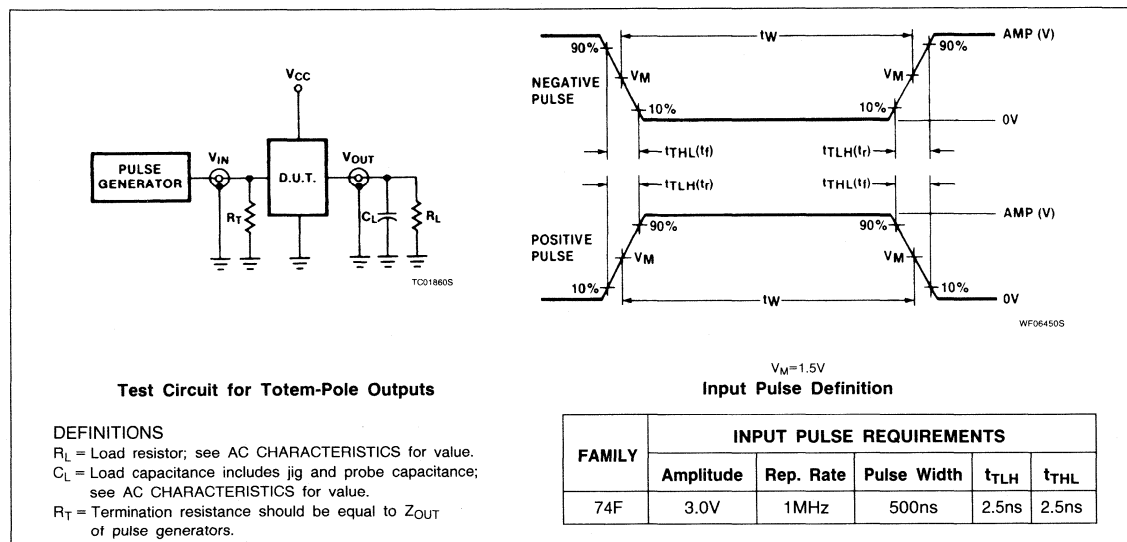 VCC
PULSE
GENERATOR
VIN
RT
D.U.T.
VOUT
CL
RL
TC01860S
Test Circuit for Totem-Pole Outputs
DEFINITIONS
RL = Load resistor; see AC CHARACTERISTICS for value.
CL = Load capacitance includes jig and probe capacitance;
see AC CHARACTERISTICS for value.
RT = Termination resistance should be equal to ZOUT
of pulse generators.
90%
tW
90%
AMP (V)
NEGATIVE
PULSE
VM
VM
10%
10%
0V
tTHL(tf)
tTLH(tr)
tTLH(tr)
tTHL(tf)
AMP (V)
POSITIVE
PULSE
90%
90%
VM
VM
10%
10%
tW
0V
WF06450S
VM=1.5V
Input Pulse Definition
FAMILY
INPUT PULSE REQUIREMENTS
Amplitude Rep. Rate Pulse Width tTLH tTHL
74F 3.0V 1MHz 500ns 2.5ns 2.5ns